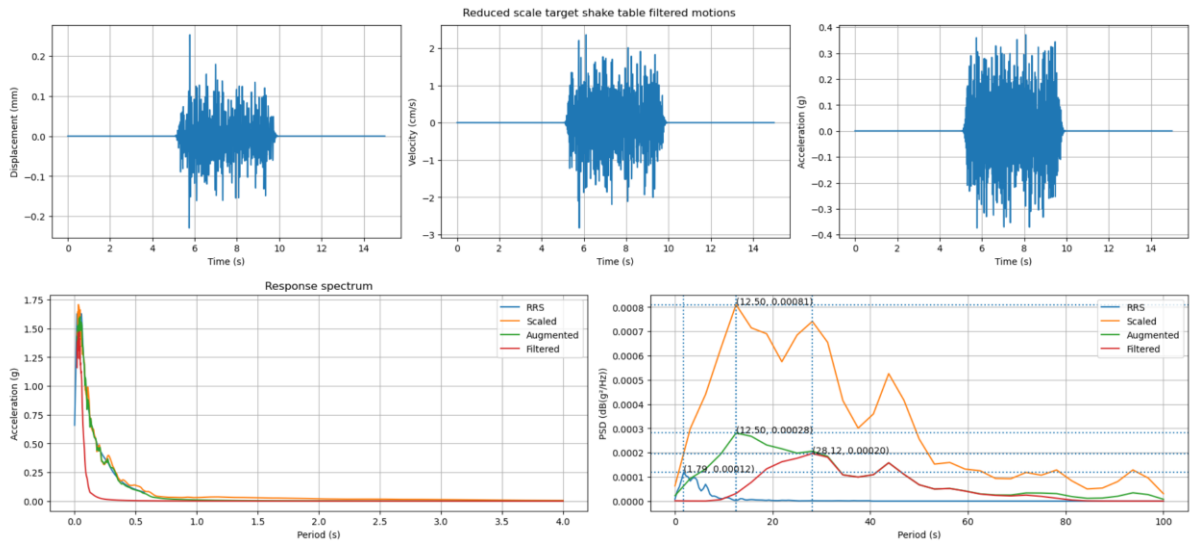 Reduced scale target shake table filtered motions
Displacement (mm)
0.2
0.1
0.0
−0.1
−0.2
0 2 4 6 8 10 12 14
Time (s)
Velocity (cm/s)
2
1
0
−1
−2
−3
0 2 4 6 8 10 12 14
Time (s)
Acceleration (g)
0.4
0.3
0.2
0.1
0.0
−0.1
−0.2
−0.3
−0.4
0 2 4 6 8 10 12 14
Time (s)
Response spectrum
Acceleration (g)
1.75
1.50
1.25
1.00
0.75
0.50
0.25
0.00
0.0 0.5 1.0 1.5 2.0 2.5 3.0 3.5 4.0
Period (s)
RRS
Scaled
Augmented
Filtered
PSD (dB(g²/Hz))
0.0008
0.0007
0.0006
0.0005
0.0004
0.0003
0.0002
0.0001
0.0000
0 20 40 60 80 100
Period (s)
(12.50, 0.00081)
(12.50, 0.00028)
(28.12, 0.00020)
(1.79, 0.00012)
RRS
Scaled
Augmented
Filtered